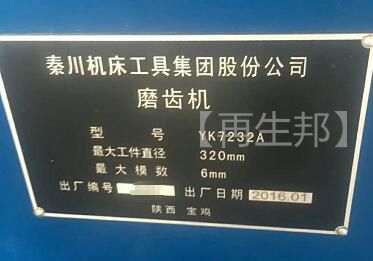 秦川机床工具集团股份公司
磨齿机
型 号 YK7232A
最大工件直径 320mm
最大模数 6mm
出厂编号 出厂日期 2016.01
陕西 宝鸡
【再生邦】